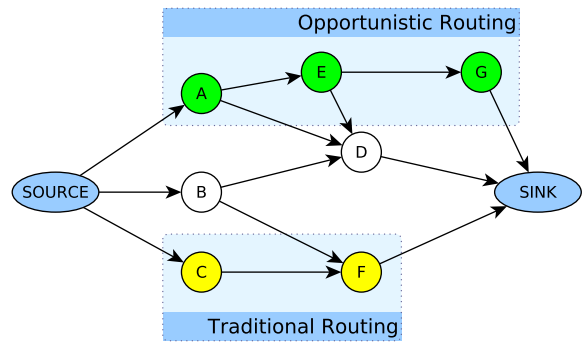 Opportunistic Routing
E
G
A
D
SOURCE
B
SINK
C
F
Traditional Routing